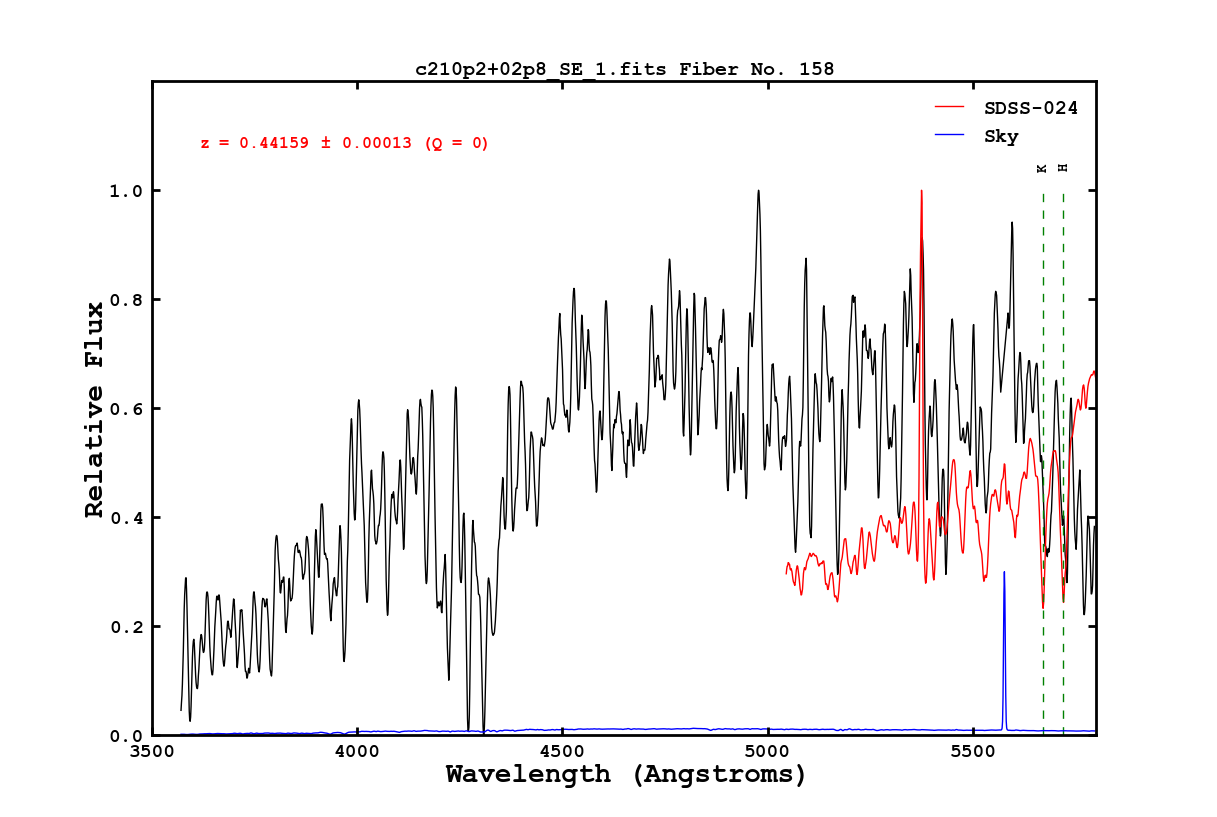 c210p2+02p8_SE_1.fits Fiber No. 158
SDSS-024
Sky
z = 0.44159 ± 0.00013 (Q = 0)
K
H
1.0
0.8
0.6
0.4
0.2
0.0
Relative Flux
3500
4000
4500
5000
5500
Wavelength (Angstroms)